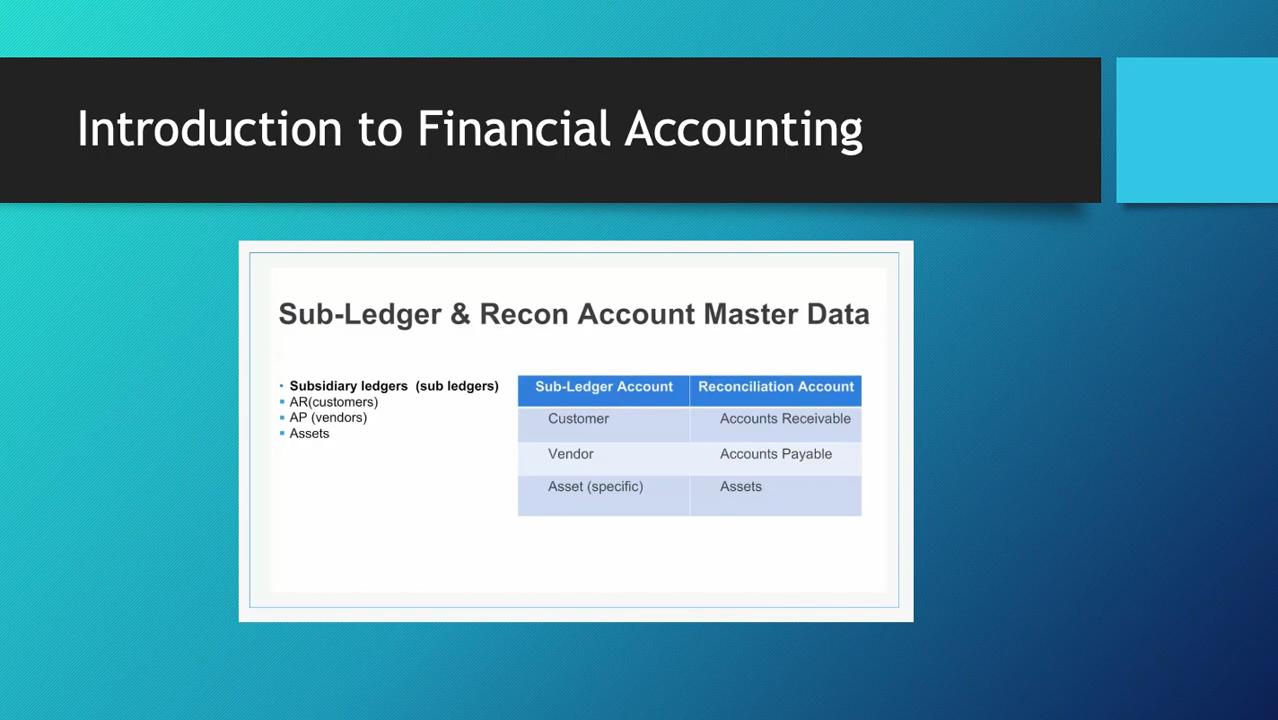 Introduction to Financial Accounting
Sub-Ledger & Recon Account Master Data
• Subsidiary ledgers (sub ledgers)
▪ AR(customers)
▪ AP (vendors)
▪ Assets
Sub-Ledger Account Reconciliation Account
Customer Accounts Receivable
Vendor Accounts Payable
Asset (specific) Assets